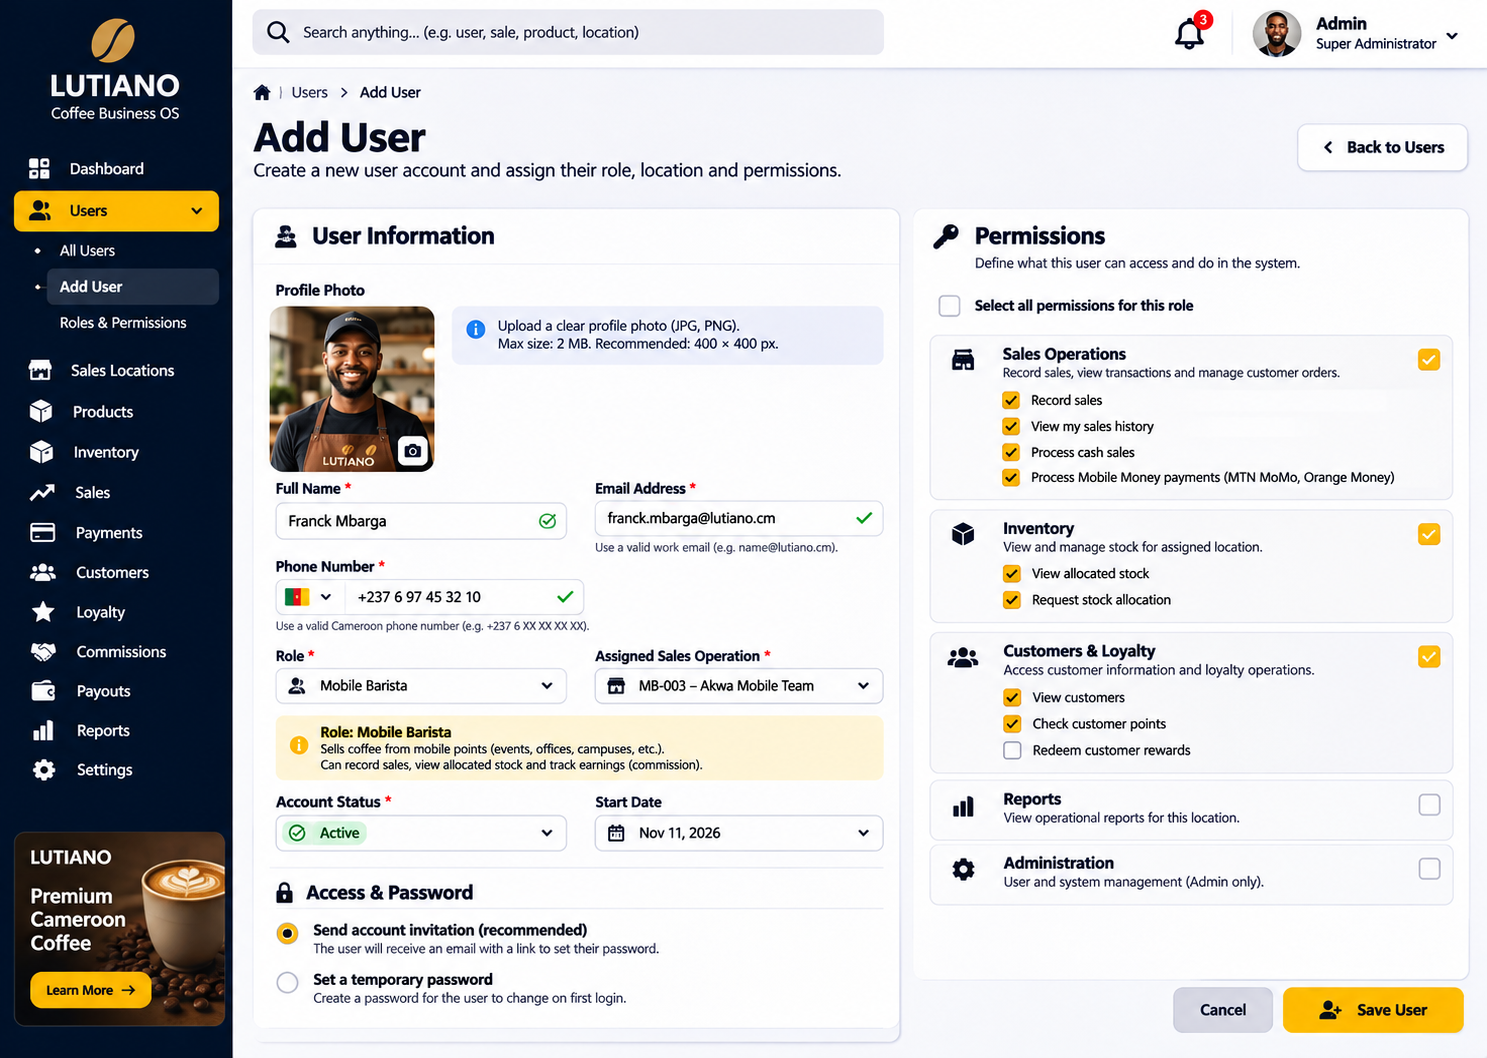 LUTIANO
Coffee Business OS
Dashboard
Users
All Users
Add User
Roles & Permissions
Sales Locations
Products
Inventory
Sales
Payments
Customers
Loyalty
Commissions
Payouts
Reports
Settings
LUTIANO
Premium
Cameroon
Coffee
Learn More →
Search anything... (e.g. user, sale, product, location)
3
Admin
Super Administrator
| Users > Add User
Add User
Create a new user account and assign their role, location and permissions.
Back to Users
User Information
Profile Photo
LUTIANO
Upload a clear profile photo (JPG, PNG).
Max size: 2 MB. Recommended: 400 × 400 px.
Full Name *
Franck Mbarga
Email Address *
franck.mbarga@lutiano.cm
Use a valid work email (e.g. name@lutiano.cm).
Phone Number *
+237 6 97 45 32 10
Use a valid Cameroon phone number (e.g. +237 6 XX XX XX XX).
Role *
Mobile Barista
Assigned Sales Operation *
MB-003 – Akwa Mobile Team
Role: Mobile Barista
Sells coffee from mobile points (events, offices, campuses, etc.).
Can record sales, view allocated stock and track earnings (commission).
Account Status *
Active
Start Date
Nov 11, 2026
Access & Password
Send account invitation (recommended)
The user will receive an email with a link to set their password.
Set a temporary password
Create a password for the user to change on first login.
Permissions
Define what this user can access and do in the system.
Select all permissions for this role
Sales Operations
Record sales, view transactions and manage customer orders.
Record sales
View my sales history
Process cash sales
Process Mobile Money payments (MTN MoMo, Orange Money)
Inventory
View and manage stock for assigned location.
View allocated stock
Request stock allocation
Customers & Loyalty
Access customer information and loyalty operations.
View customers
Check customer points
Redeem customer rewards
Reports
View operational reports for this location.
Administration
User and system management (Admin only).
Cancel
Save User